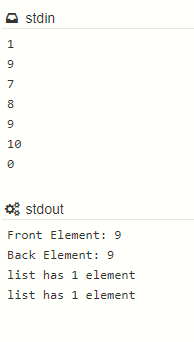 stdin
1
9
7
8
9
10
0
stdout
Front Element: 9
Back Element: 9
list has 1 element
list has 1 element